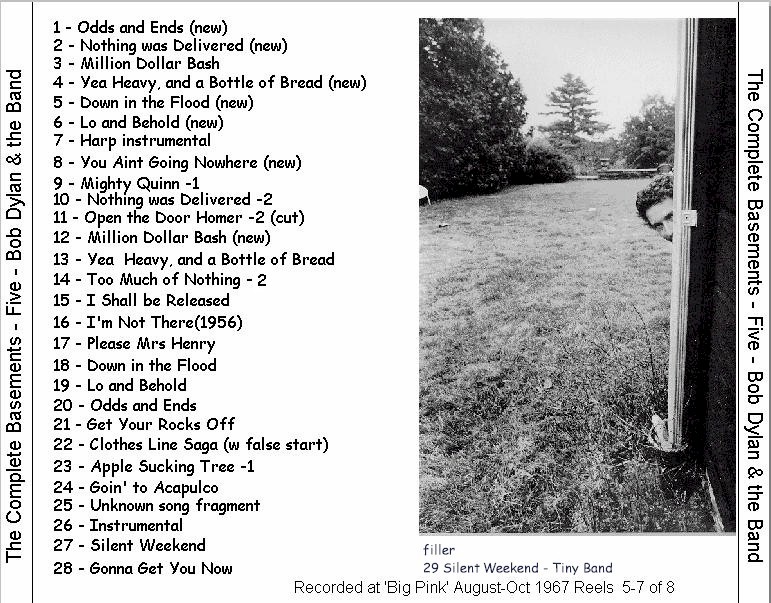 The Complete Basements - Five - Bob Dylan & the Band
1 - Odds and Ends (new)
2 - Nothing was Delivered (new)
3 - Million Dollar Bash
4 - Yea Heavy, and a Bottle of Bread (new)
5 - Down in the Flood (new)
6 - Lo and Behold (new)
7 - Harp instrumental
8 - You Aint Going Nowhere (new)
9 - Mighty Quinn -1
10 - Nothing was Delivered -2
11 - Open the Door Homer -2 (cut)
12 - Million Dollar Bash (new)
13 - Yea Heavy, and a Bottle of Bread
14 - Too Much of Nothing - 2
15 - I Shall be Released
16 - I'm Not There(1956)
17 - Please Mrs Henry
18 - Down in the Flood
19 - Lo and Behold
20 - Odds and Ends
21 - Get Your Rocks Off
22 - Clothes Line Saga (w false start)
23 - Apple Sucking Tree -1
24 - Goin' to Acapulco
25 - Unknown song fragment
26 - Instrumental
27 - Silent Weekend
28 - Gonna Get You Now
filler
29 Silent Weekend - Tiny Band
Recorded at 'Big Pink' August-Oct 1967 Reels 5-7 of 8
The Complete Basements - Five - Bob Dylan & the Band